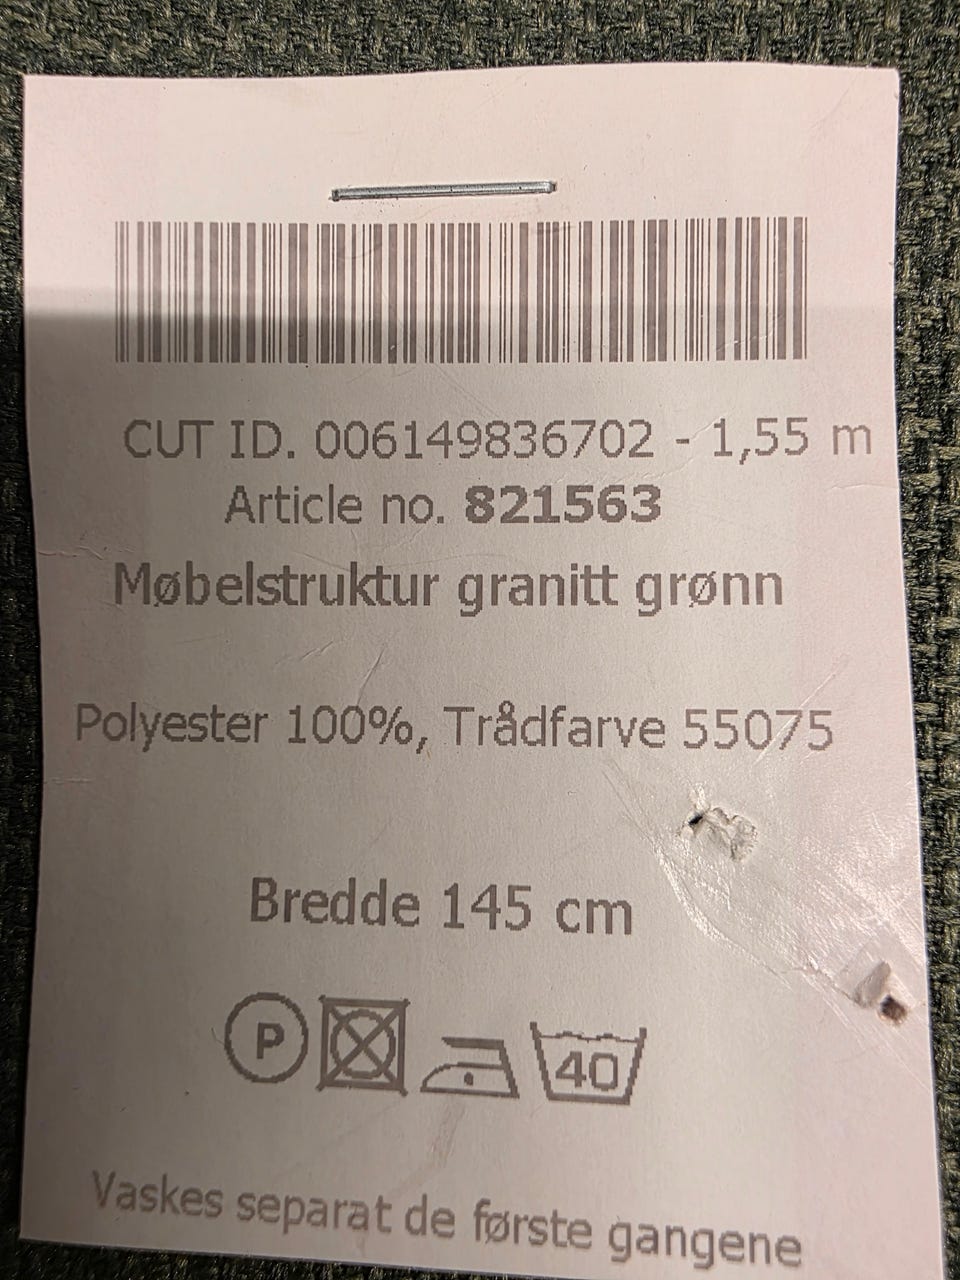 CUT ID. 006149836702 - 1,55 m
Article no. 821563
Møbelstruktur granitt grønn
Polyester 100%, Trådfarve 55075
Bredde 145 cm
P 40
Vaskes separat de første gangene